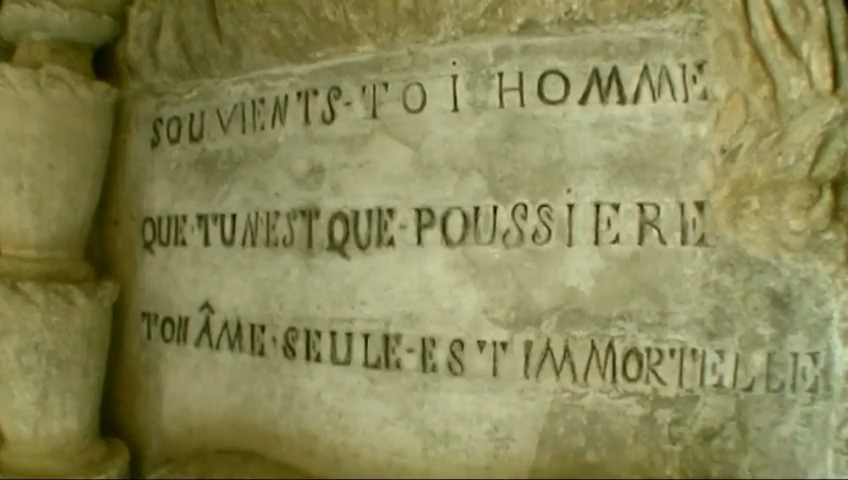 SOUVIENTS-TOI HOMME
QUE·TUNEST QUE-POUSSIERE
TON ÂME·SEULE-EST IMMORTELLE